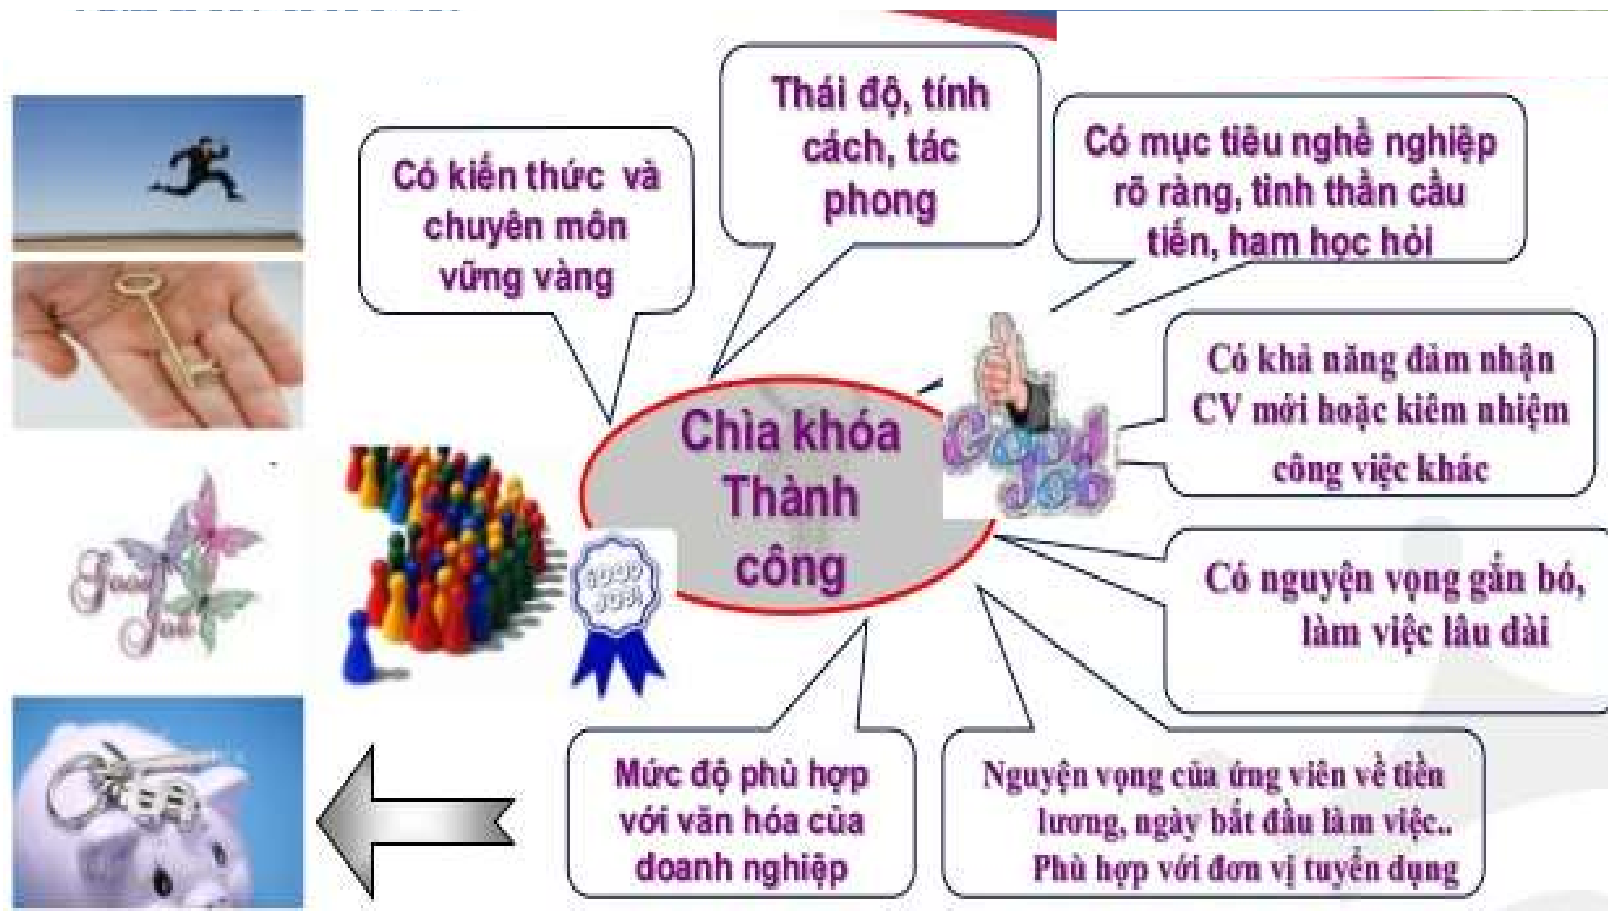 Thái độ, tính
cách, tác
phong
Có kiến thức và
chuyên môn
vững vàng
Có mục tiêu nghề nghiệp
rõ ràng, tinh thần cầu
tiến, ham học hỏi
Có khả năng đảm nhận
CV mới hoặc kiêm nhiệm
công việc khác
Chìa khóa
Thành
công
Good
Job
Good
Job
GOOD
JOB!
Có nguyện vọng gắn bó,
làm việc lâu dài
Mức độ phù hợp
với văn hóa của
doanh nghiệp
Nguyện vọng của ứng viên về tiền
lương, ngày bắt đầu làm việc..
Phù hợp với đơn vị tuyển dụng